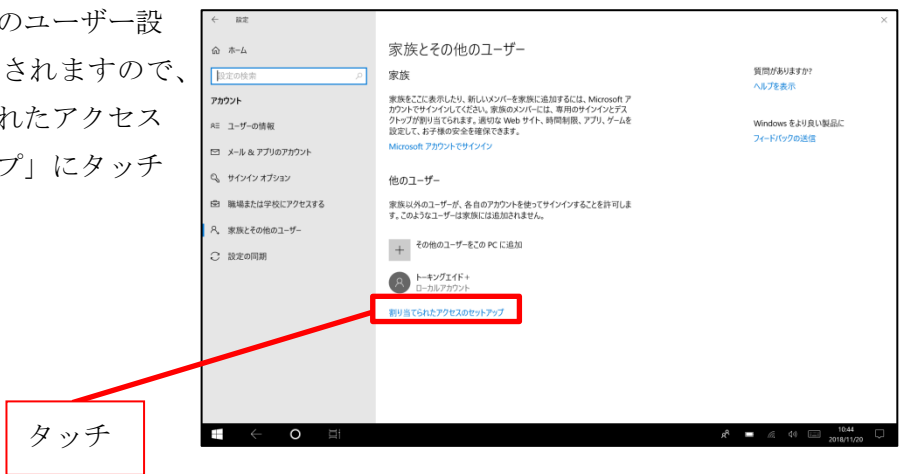 のユーザー設
されますので、
れたアクセス
プ」にタッチ
タッチ
← 設定 ×
ホーム
設定の検索
アカウント
ユーザーの情報
メール & アプリのアカウント
サインイン オプション
職場または学校にアクセスする
家族とその他のユーザー
設定の同期
家族とその他のユーザー
家族
家族をここに表示したり、新しいメンバーを家族に追加するには、Microsoft ア
カウントでサインインしてください。家族のメンバーには、専用のサインインとデス
クトップが割り当てられます。適切な Web サイト、時間制限、アプリ、ゲームを
設定して、お子様の安全を確保できます。
Microsoft アカウントでサインイン
他のユーザー
家族以外のユーザーが、各自のアカウントを使ってサインインすることを許可しま
す。このようなユーザーは家族には追加されません。
+ その他のユーザーをこの PC に追加
トーキングエイド+
ローカルアカウント
割り当てられたアクセスのセットアップ
質問がありますか?
ヘルプを表示
Windows をより良い製品に
フィードバックの送信
10:44
2018/11/20